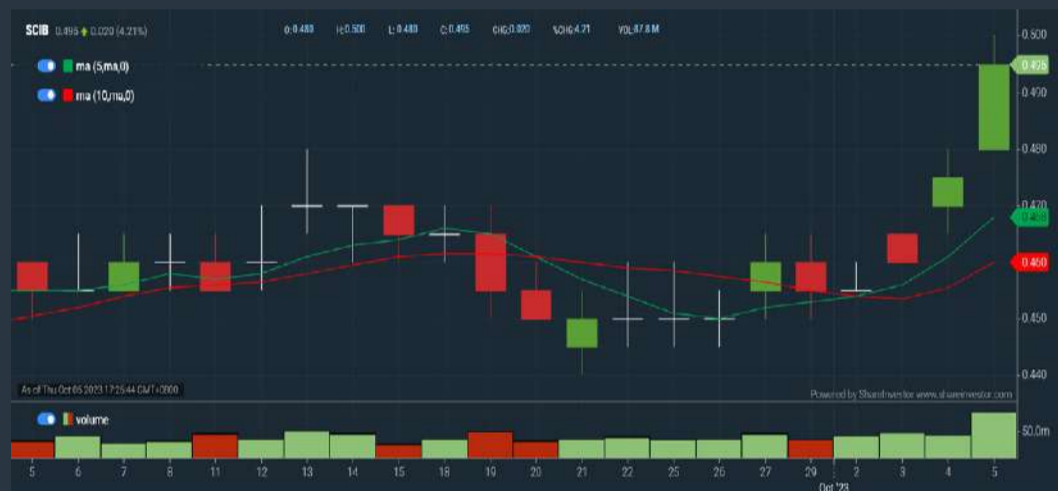 SCIB 0.495 0.020 (4.21%) O:0.480 H:0.500 L: 0.480 C:0.495 CHG:0.020 %CHG:4.21 VOL:87.8 M
ma (5,ma,0)
ma (10,ma,0)
0.500
0.495
0.490
0.480
0.470
0.468
0.460
0.450
0.440
As of Thu Oct 05 2023 17:25:44 GMT+0800
Powered by ShareInvestor www.shareinvestor.com
volume
50.0m
5 6 7 8 11 12 13 14 15 18 19 20 21 22 25 26 27 29 2 3 4 5
Oct '23